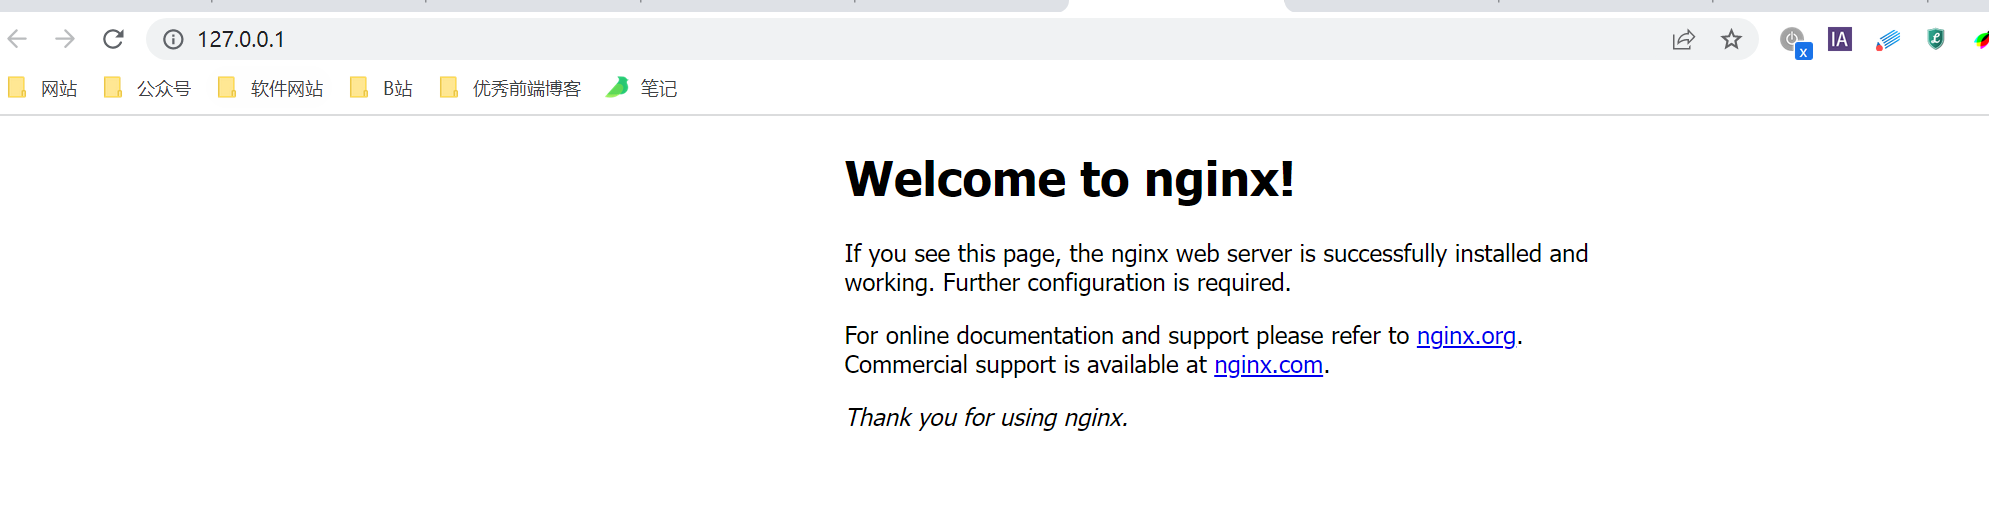 127.0.0.1
网站 公众号 软件网站 B站 优秀前端博客 笔记
Welcome to nginx!
If you see this page, the nginx web server is successfully installed and
working. Further configuration is required.
For online documentation and support please refer to nginx.org.
Commercial support is available at nginx.com.
Thank you for using nginx.